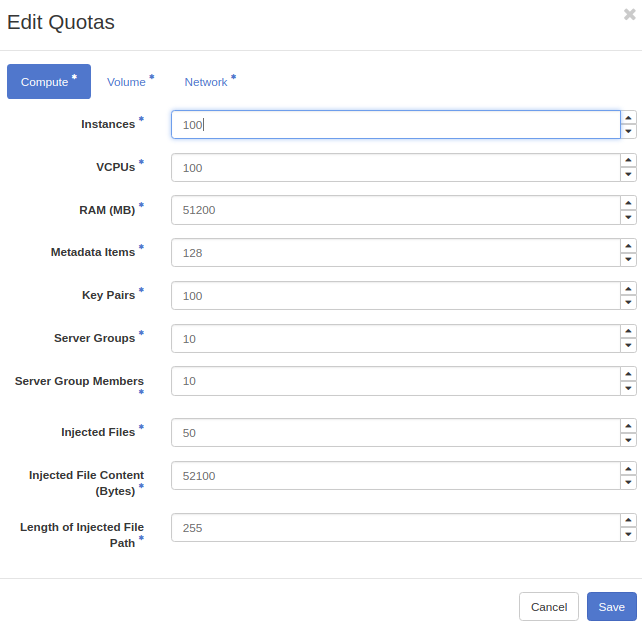 Edit Quotas ×
Compute * Volume * Network *
Instances * 100
VCPUs * 100
RAM (MB) * 51200
Metadata Items * 128
Key Pairs * 100
Server Groups * 10
Server Group Members
* 10
Injected Files * 50
Injected File Content
(Bytes) * 52100
Length of Injected File
Path * 255
Cancel Save